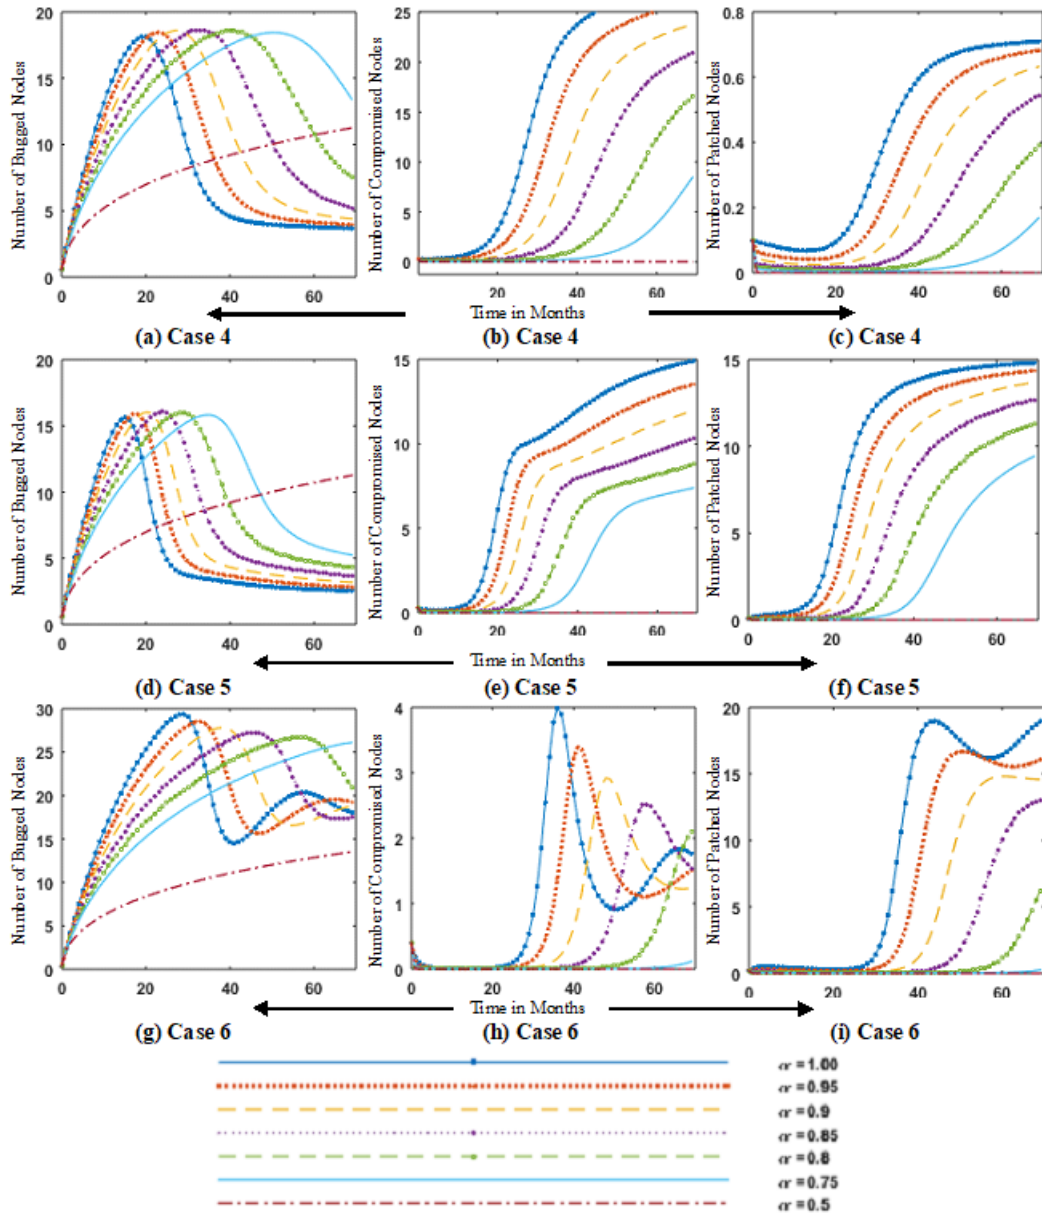 Number of Bugged Nodes
20
15
10
5
0
0 20 40 60
Number of Compromised Nodes
25
20
15
10
5
0
0 20 40 60
Number of Patched Nodes
0.8
0.6
0.4
0.2
0
0 20 40 60
Time in Months
(a) Case 4 (b) Case 4 (c) Case 4
Number of Bugged Nodes
20
15
10
5
0
0 20 40 60
Number of Compromised Nodes
15
10
5
0
0 20 40 60
Number of Patched Nodes
15
10
5
0
0 20 40 60
Time in Months
(d) Case 5 (e) Case 5 (f) Case 5
Number of Bugged Nodes
30
25
20
15
10
5
0
0 20 40 60
Number of Compromised Nodes
4
3
2
1
0
0 20 40 60
Number of Patched Nodes
20
15
10
5
0
0 20 40 60
Time in Months
(g) Case 6 (h) Case 6 (i) Case 6
α = 1.00
α = 0.95
α = 0.9
α = 0.85
α = 0.8
α = 0.75
α = 0.5